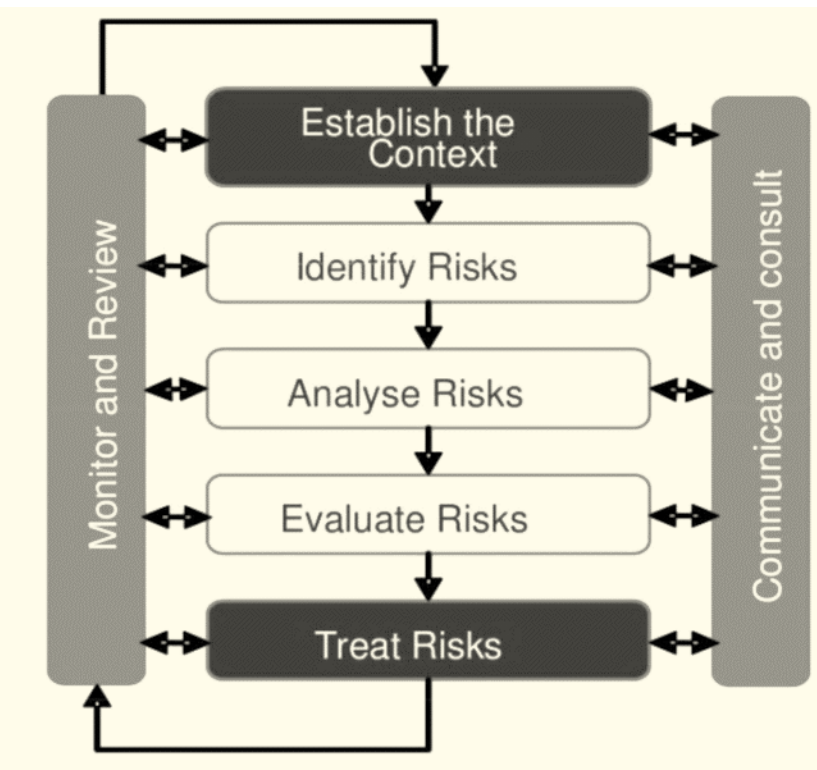 Establish the
Context
Identify Risks
Analyse Risks
Evaluate Risks
Treat Risks
Monitor and Review
Communicate and consult